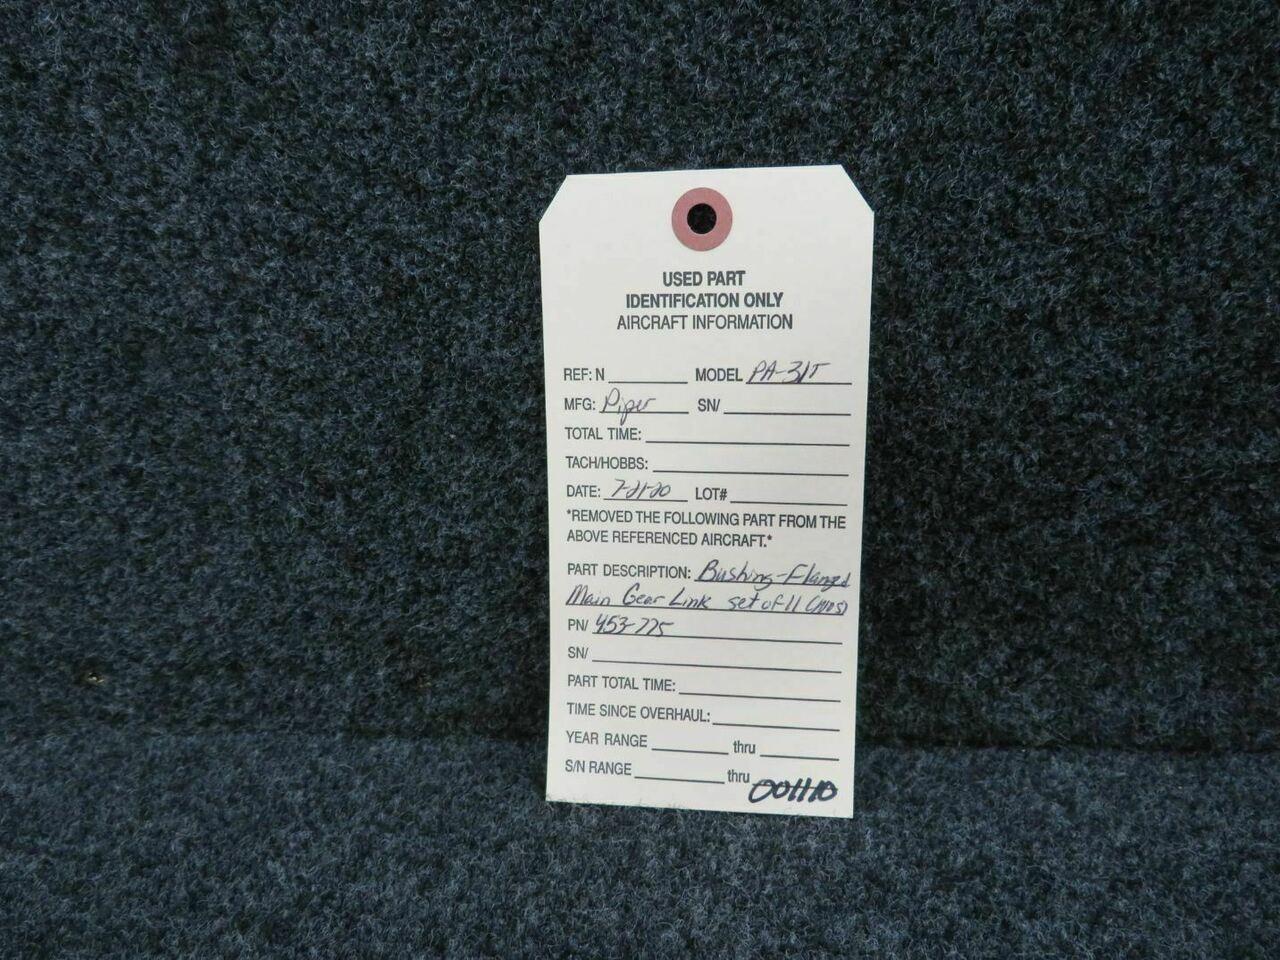 USED PART
IDENTIFICATION ONLY
AIRCRAFT INFORMATION
REF: N MODEL PA-31T
MFG: Piper SN/
TOTAL TIME:
TACH/HOBBS:
DATE: 7-21-20 LOT#
*REMOVED THE FOLLOWING PART FROM THE
ABOVE REFERENCED AIRCRAFT.*
PART DESCRIPTION: Bushing-Flanged
Main Gear Link set of 11 (NOS)
PN/ 453-775
SN/
PART TOTAL TIME:
TIME SINCE OVERHAUL:
YEAR RANGE thru
S/N RANGE thru